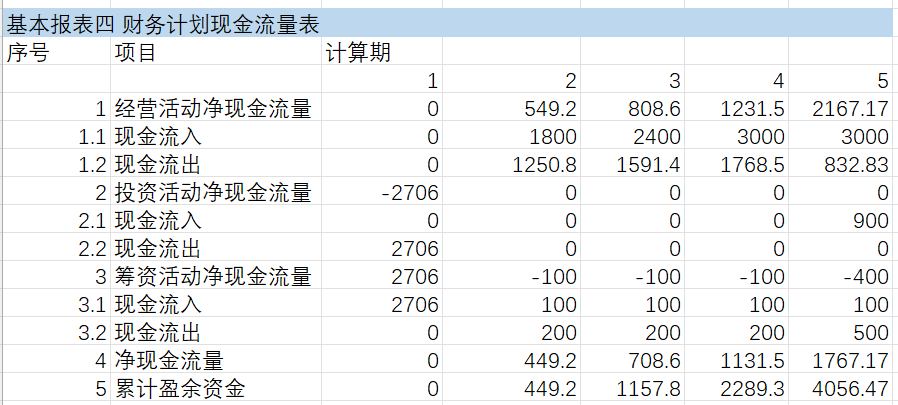 基本报表四 财务计划现金流量表
序号 项目 计算期
1 2 3 4 5
1 经营活动净现金流量 0 549.2 808.6 1231.5 2167.17
1.1 现金流入 0 1800 2400 3000 3000
1.2 现金流出 0 1250.8 1591.4 1768.5 832.83
2 投资活动净现金流量 -2706 0 0 0 0
2.1 现金流入 0 0 0 0 900
2.2 现金流出 2706 0 0 0 0
3 筹资活动净现金流量 2706 -100 -100 -100 -400
3.1 现金流入 2706 100 100 100 100
3.2 现金流出 0 200 200 200 500
4 净现金流量 0 449.2 708.6 1131.5 1767.17
5 累计盈余资金 0 449.2 1157.8 2289.3 4056.47